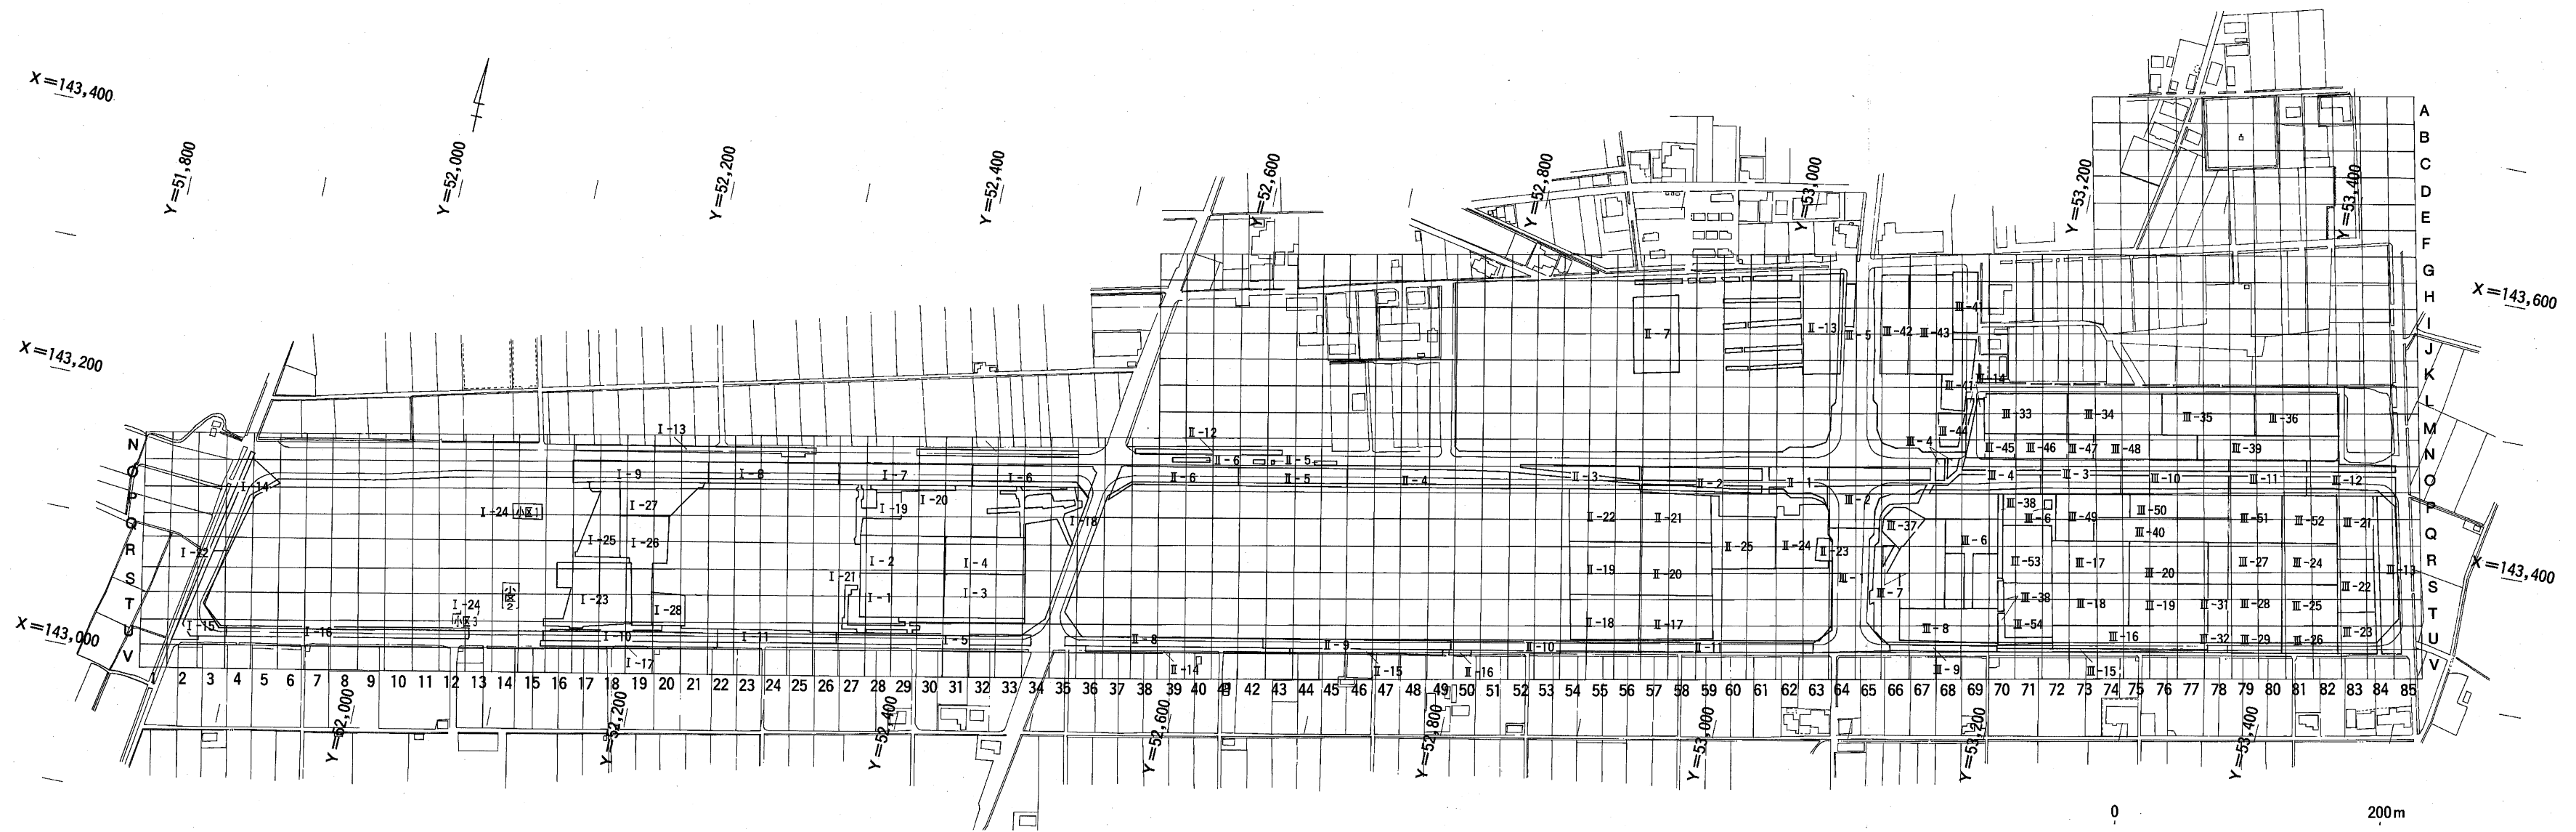 X=143,400
Y=51,800
Y=52,000
Y=52,200
Y=52,400
Y=52,600
Y=52,800
Y=53,000
Y=53,200
Y=53,400
A
B
C
D
E
F
G
H
I
J
K
L
M
N
O
P
Q
R
S
T
U
V
X=143,600
X=143,400
X=143,200
X=143,000
N
O
P
Q
R
S
T
U
V
Ⅰ-13
Ⅰ-9
Ⅰ-8
Ⅰ-7
Ⅰ-6
Ⅰ-14
Ⅰ-27
Ⅰ-20
Ⅰ-19
Ⅰ-24 小区1
Ⅰ-18
Ⅰ-25
Ⅰ-26
Ⅰ-22
Ⅰ-2
Ⅰ-4
Ⅰ-21
Ⅰ-1
Ⅰ-3
小区2
Ⅰ-23
Ⅰ-28
Ⅰ-24
小区3
Ⅰ-15
Ⅰ-16
Ⅰ-10
Ⅰ-11
Ⅰ-5
Ⅰ-17
Ⅱ-12
Ⅱ-6
Ⅱ-5
Ⅱ-6
Ⅱ-5
Ⅱ-4
Ⅱ-3
Ⅱ-2
Ⅱ-1
Ⅱ-7
Ⅱ-13
Ⅱ-22
Ⅱ-21
Ⅱ-25
Ⅱ-24
Ⅱ-23
Ⅱ-19
Ⅱ-20
Ⅱ-18
Ⅱ-17
Ⅱ-8
Ⅱ-9
Ⅱ-10
Ⅱ-11
Ⅱ-14
Ⅱ-15
Ⅱ-16
Ⅲ-5
Ⅲ-42
Ⅲ-43
Ⅲ-41
Ⅲ-41
Ⅲ-14
Ⅲ-44
Ⅲ-4
Ⅲ-33
Ⅲ-34
Ⅲ-35
Ⅲ-36
Ⅲ-45
Ⅲ-46
Ⅲ-47
Ⅲ-48
Ⅲ-39
Ⅲ-4
Ⅲ-3
Ⅲ-10
Ⅲ-11
Ⅲ-12
Ⅲ-2
Ⅲ-37
Ⅲ-38
Ⅲ-6
Ⅲ-49
Ⅲ-50
Ⅲ-40
Ⅲ-51
Ⅲ-52
Ⅲ-21
Ⅲ-6
Ⅲ-53
Ⅲ-17
Ⅲ-20
Ⅲ-27
Ⅲ-24
Ⅲ-13
Ⅲ-1
Ⅲ-7
Ⅲ-38
Ⅲ-18
Ⅲ-19
Ⅲ-31
Ⅲ-28
Ⅲ-25
Ⅲ-22
Ⅲ-8
Ⅲ-54
Ⅲ-16
Ⅲ-32
Ⅲ-29
Ⅲ-26
Ⅲ-23
Ⅲ-9
Ⅲ-15
2 3 4 5 6 7 8 9 10 11 12 13 14 15 16 17 18 19 20 21 22 23 24 25 26 27 28 29 30 31 32 33 34 35 36 37 38 39 40 41 42 43 44 45 46 47 48 49 50 51 52 53 54 55 56 57 58 59 60 61 62 63 64 65 66 67 68 69 70 71 72 73 74 75 76 77 78 79 80 81 82 83 84 85
Y=52,000
Y=52,200
Y=52,400
Y=52,600
Y=52,800
Y=53,000
Y=53,200
Y=53,400
0 200m